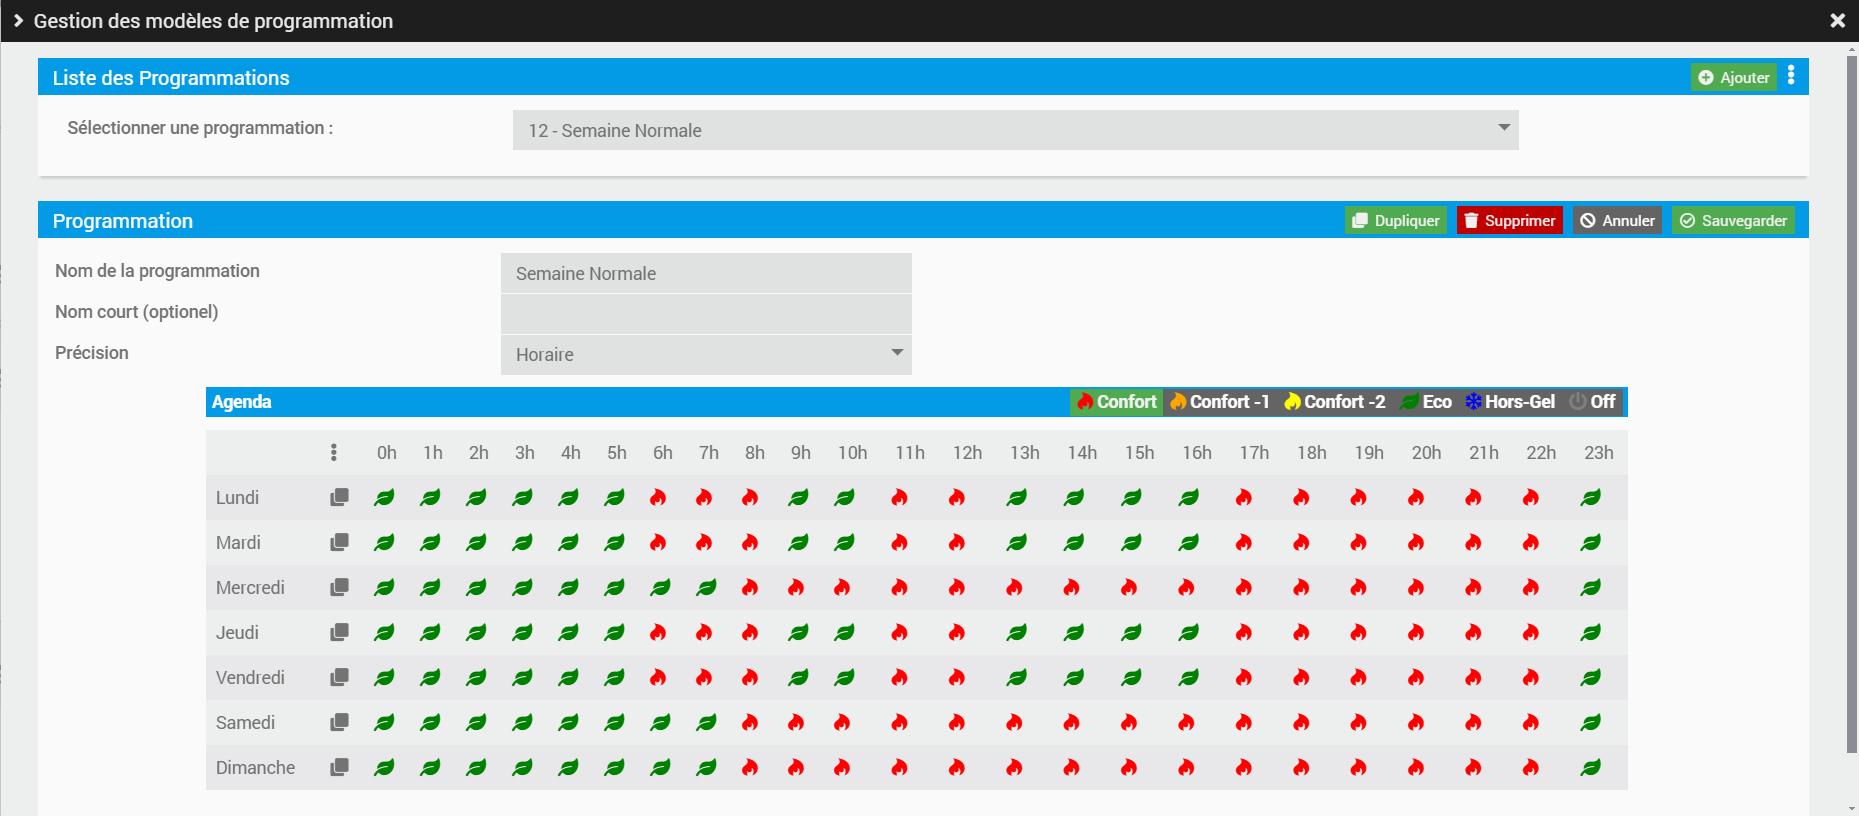 Gestion des modèles de programmation
Liste des Programmations Ajouter
Sélectionner une programmation : 12 - Semaine Normale
Programmation Dupliquer Supprimer Annuler Sauvegarder
Nom de la programmation Semaine Normale
Nom court (optionel)
Précision Horaire
Agenda Confort Confort -1 Confort -2 Eco Hors-Gel Off
0h 1h 2h 3h 4h 5h 6h 7h 8h 9h 10h 11h 12h 13h 14h 15h 16h 17h 18h 19h 20h 21h 22h 23h
Lundi
Mardi
Mercredi
Jeudi
Vendredi
Samedi
Dimanche